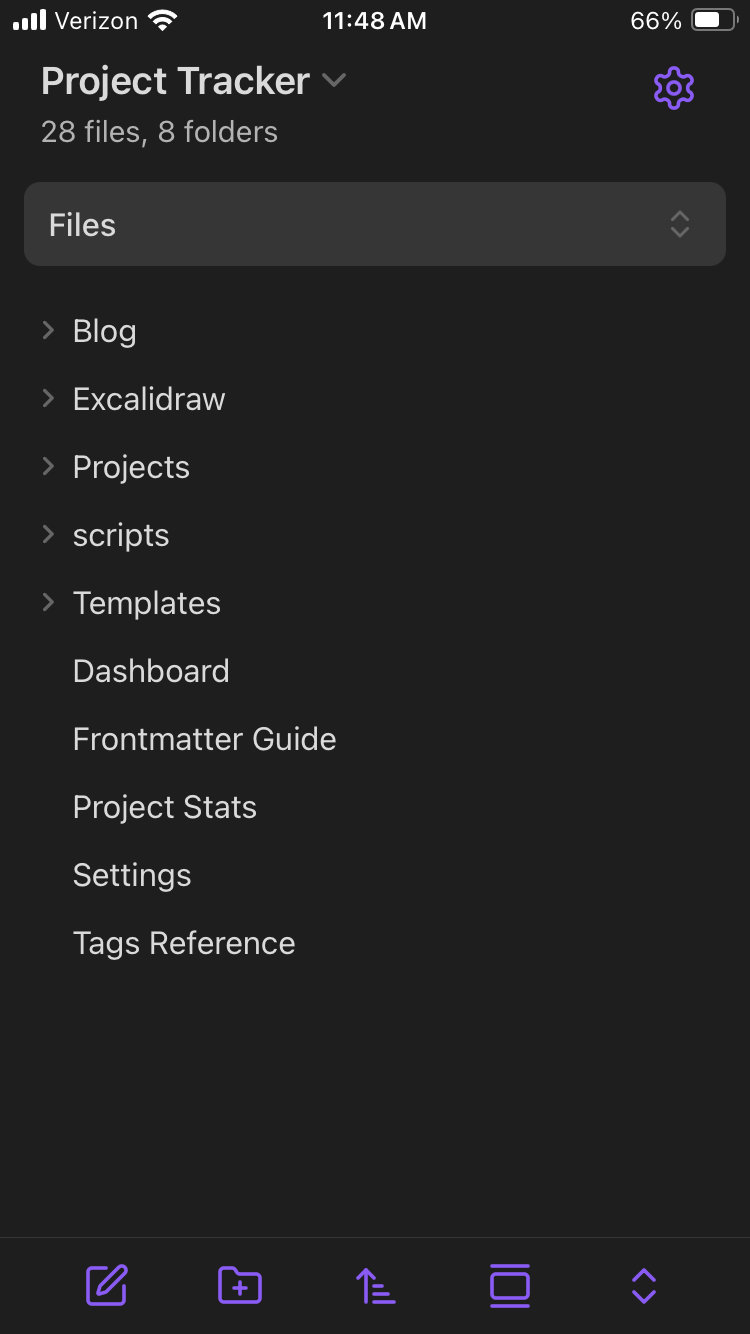 Verizon 11:48 AM 66%
Project Tracker
28 files, 8 folders
Files
Blog
Excalidraw
Projects
scripts
Templates
Dashboard
Frontmatter Guide
Project Stats
Settings
Tags Reference